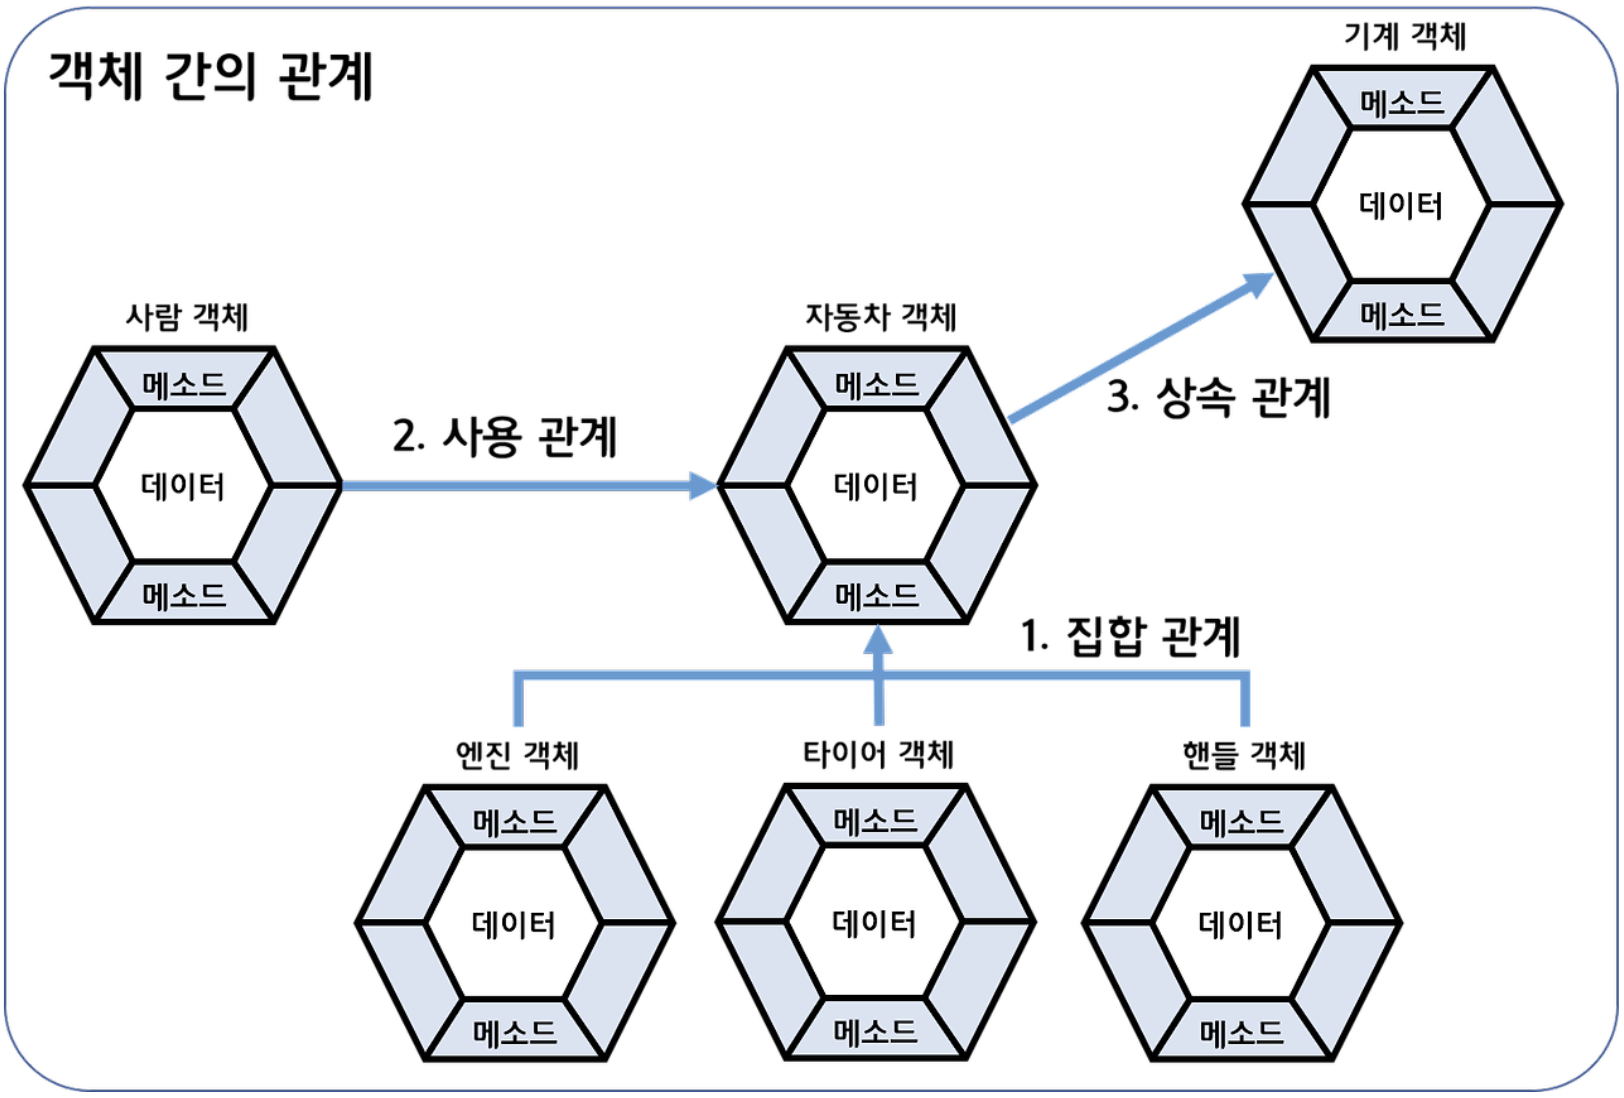 객체 간의 관계
기계 객체
메소드
데이터
메소드
사람 객체
메소드
데이터
메소드
2. 사용 관계
자동차 객체
메소드
데이터
메소드
3. 상속 관계
1. 집합 관계
엔진 객체
메소드
데이터
메소드
타이어 객체
메소드
데이터
메소드
핸들 객체
메소드
데이터
메소드